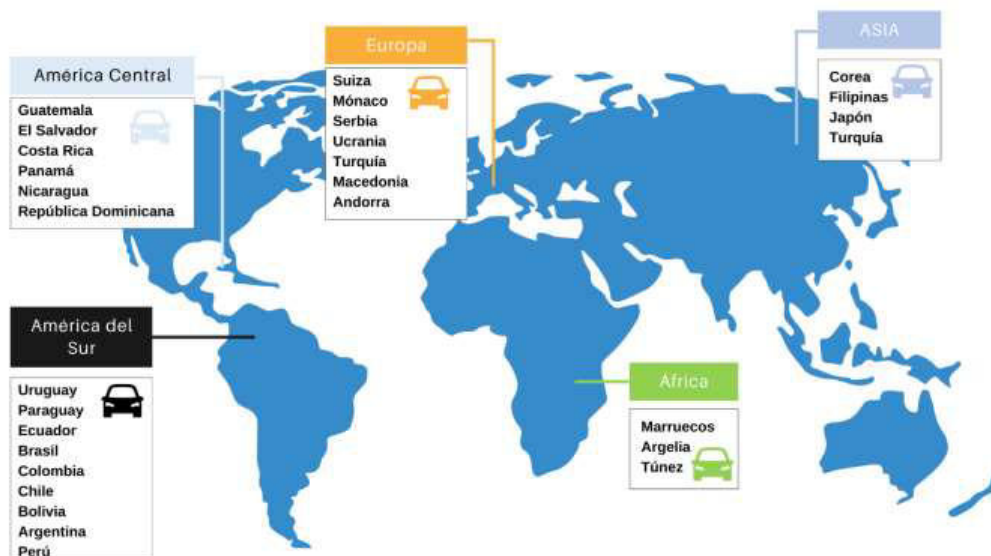 América Central
Guatemala
El Salvador
Costa Rica
Panamá
Nicaragua
República Dominicana
Europa
Suiza
Mónaco
Serbia
Ucrania
Turquía
Macedonia
Andorra
ASIA
Corea
Filipinas
Japón
Turquía
América del
Sur
Uruguay
Paraguay
Ecuador
Brasil
Colombia
Chile
Bolivia
Argentina
Perú
África
Marruecos
Argelia
Túnez